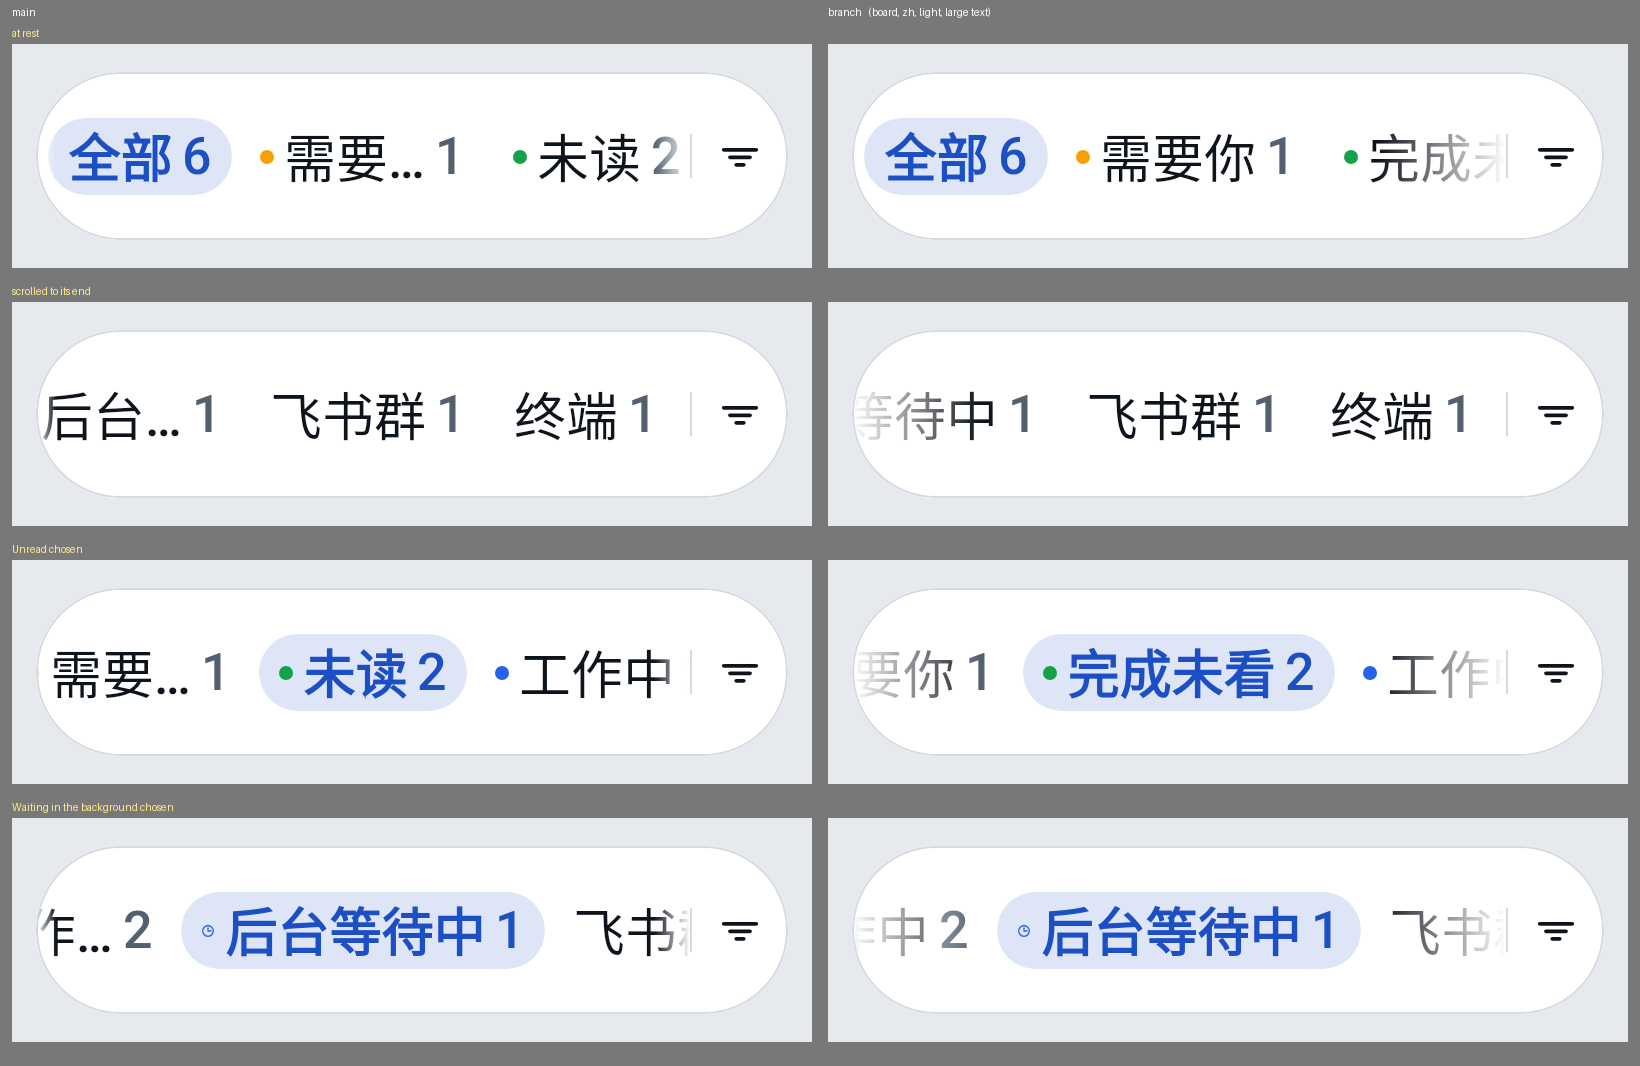 main
branch (board, zh, light, large text)
at rest
全部 6 需要... 1 未读 2
全部 6 需要你 1 完成未
scrolled to its end
后台... 1 飞书群 1 终端 1
等待中 1 飞书群 1 终端 1
Unread chosen
需要... 1 未读 2 工作中
要你 1 完成未看 2 工作
Waiting in the background chosen
作... 2 后台等待中 1 飞书
作中 2 后台等待中 1 飞书